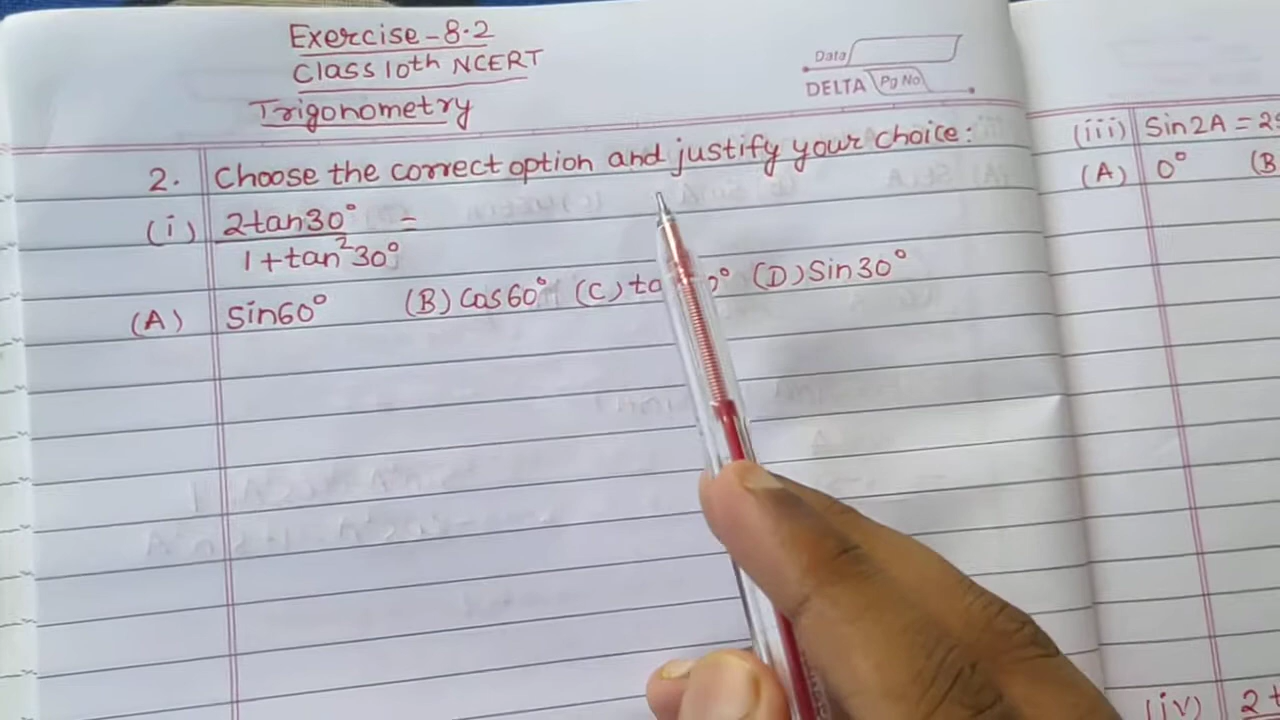 Exercise-8.2
Class 10th NCERT
Trigonometry
Data
DELTA Pg No
2. Choose the correct option and justify your choice:
(i) 2tan30° =
1+tan²30°
(A) Sin60° (B) Cos60° (C) ° (D) Sin30°
(iii) Sin2A =
(A) 0° (B
(iv)